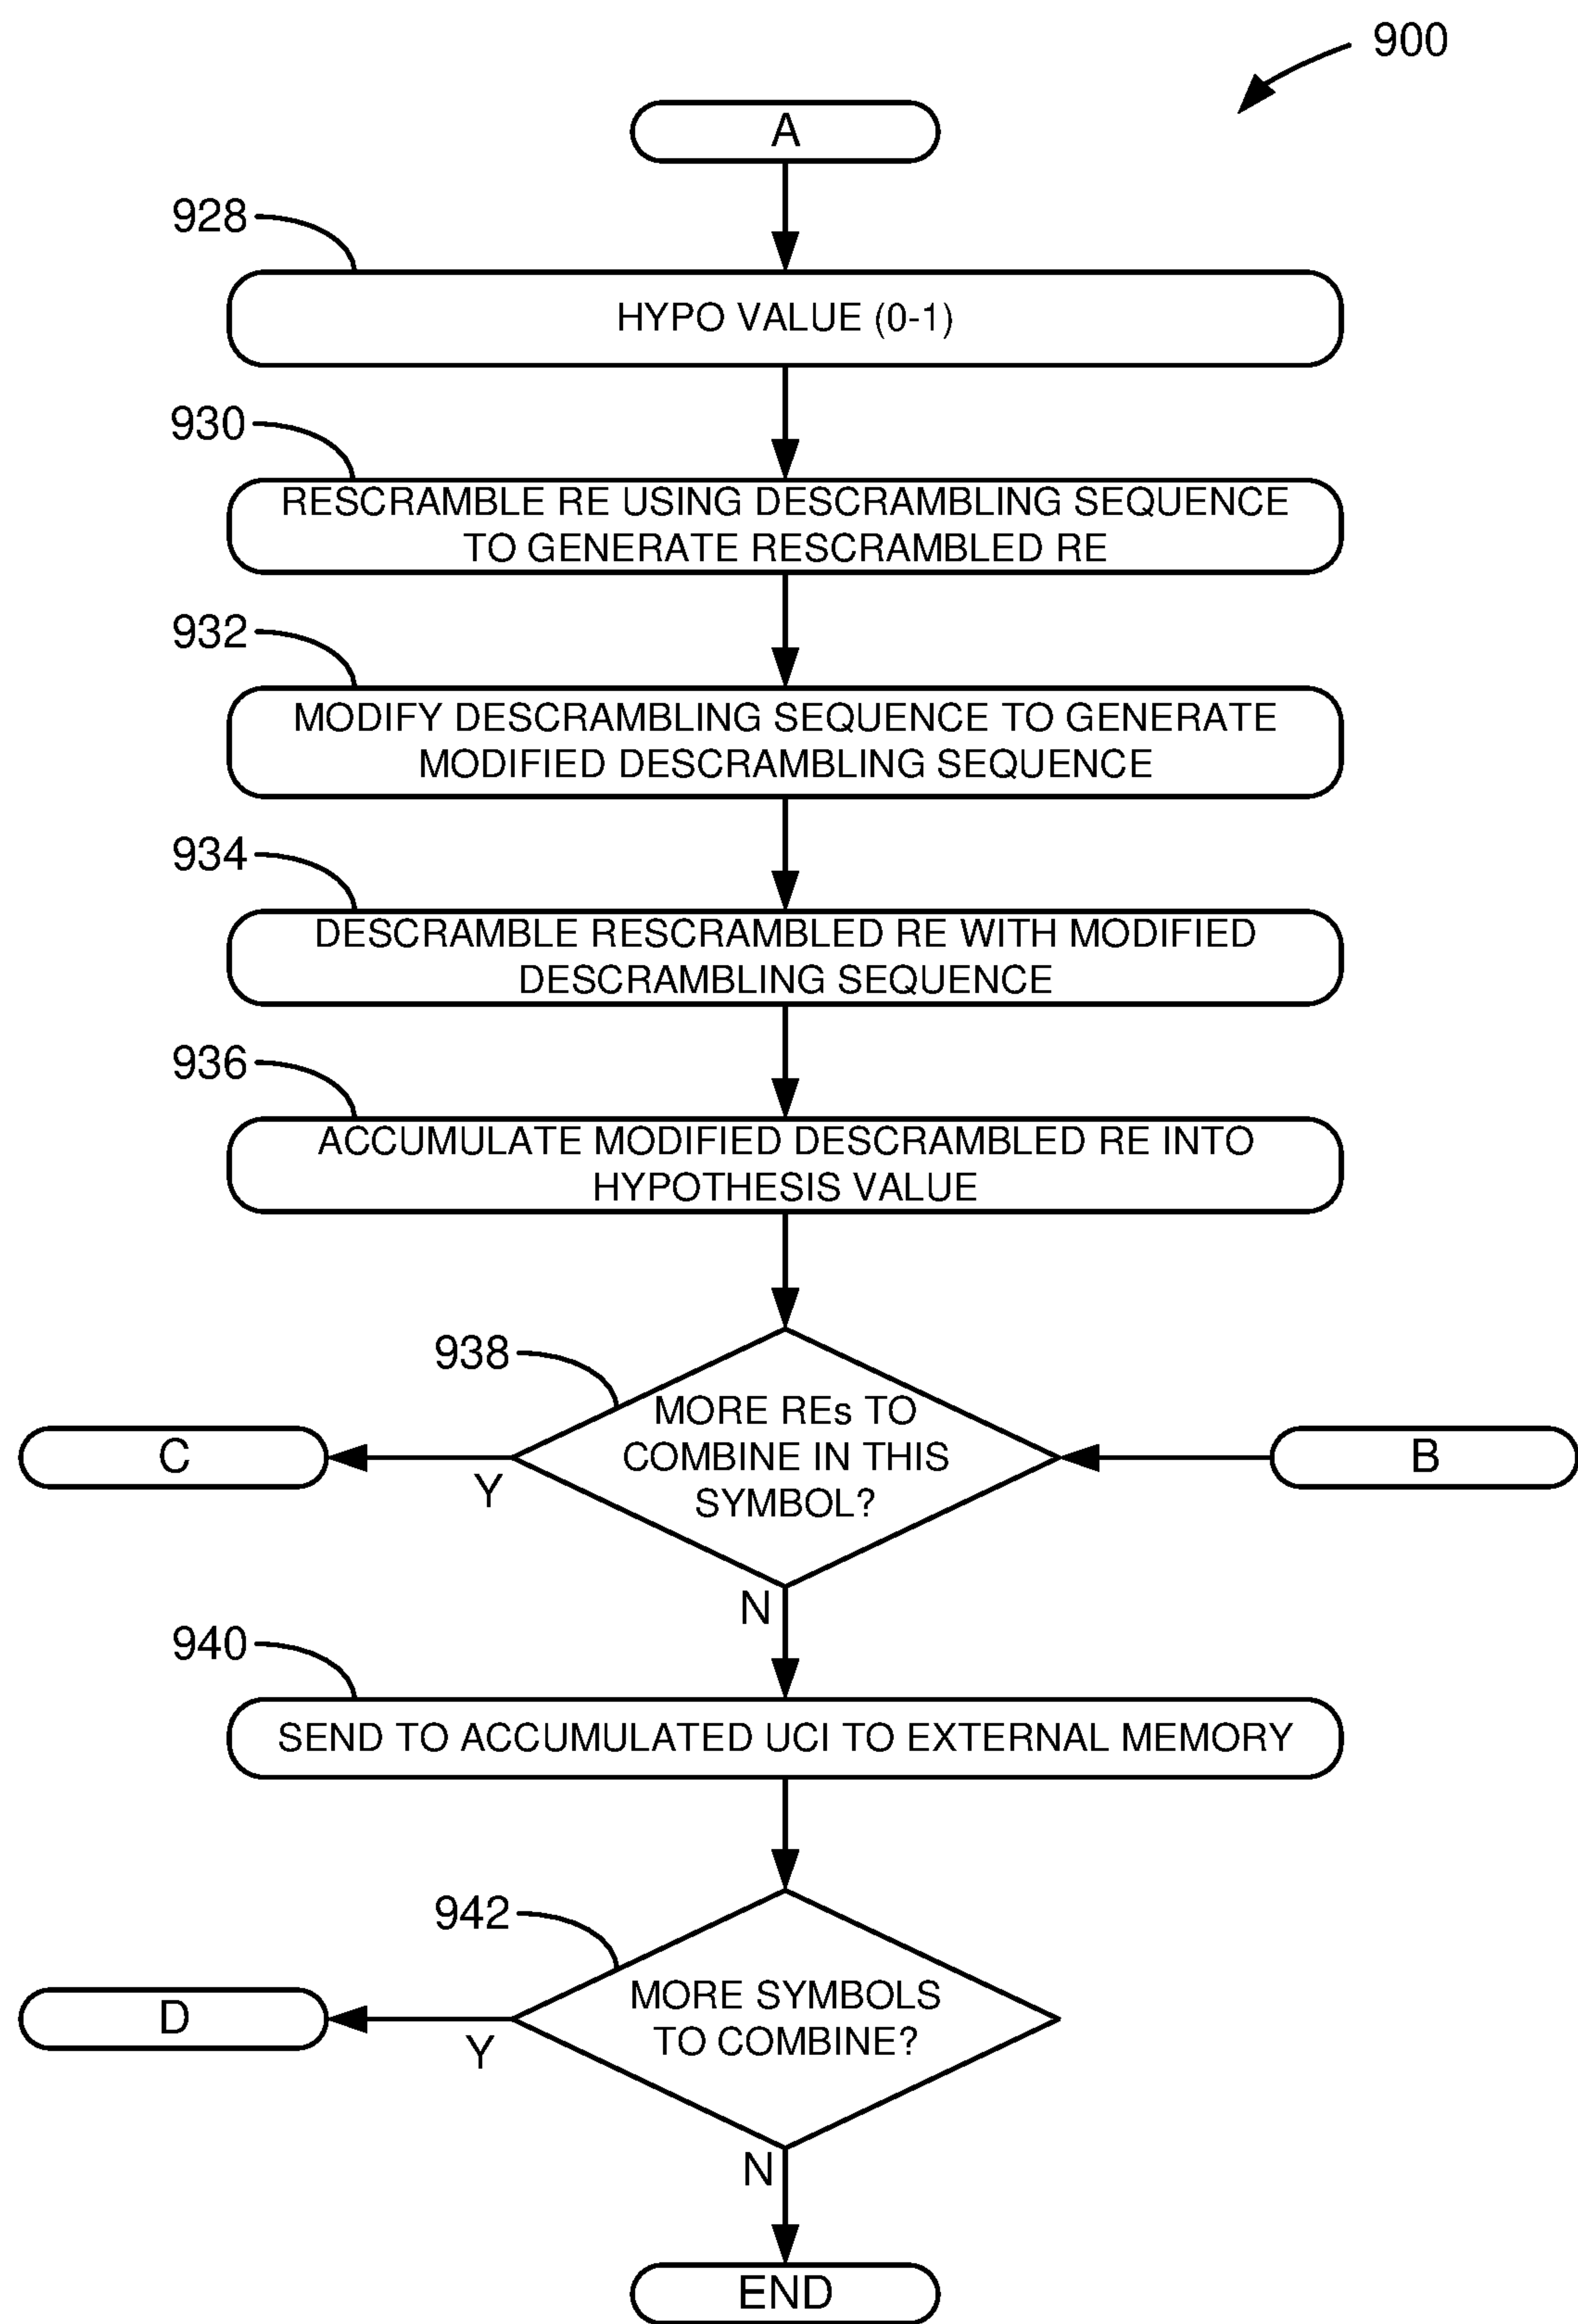 900
A
928
HYPO VALUE (0-1)
930
RESCRAMBLE RE USING DESCRAMBLING SEQUENCE
TO GENERATE RESCRAMBLED RE
932
MODIFY DESCRAMBLING SEQUENCE TO GENERATE
MODIFIED DESCRAMBLING SEQUENCE
934
DESCRAMBLE RESCRAMBLED RE WITH MODIFIED
DESCRAMBLING SEQUENCE
936
ACCUMULATE MODIFIED DESCRAMBLED RE INTO
HYPOTHESIS VALUE
938
MORE REs TO
COMBINE IN THIS
SYMBOL?
C
Y
B
N
940
SEND TO ACCUMULATED UCI TO EXTERNAL MEMORY
942
MORE SYMBOLS
TO COMBINE?
D
Y
N
END